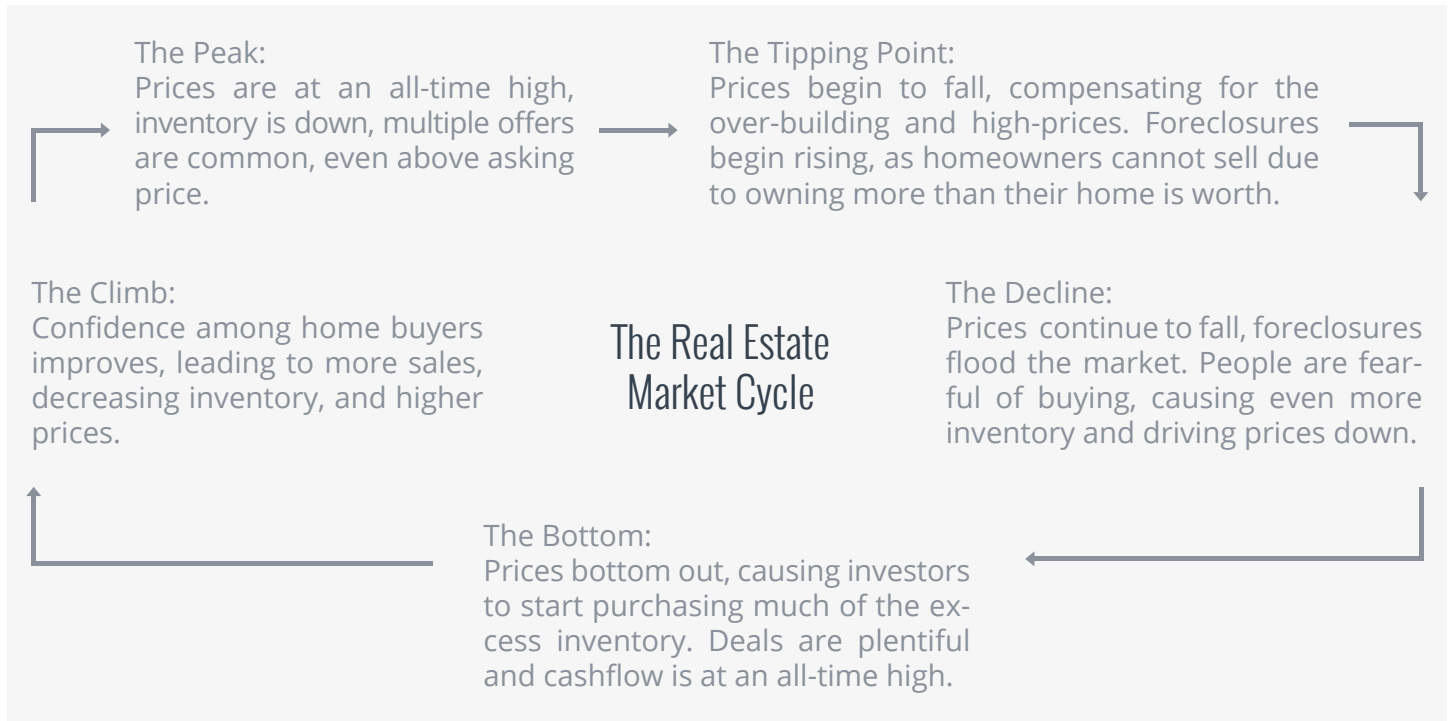 The Peak:
Prices are at an all-time high,
inventory is down, multiple offers
are common, even above asking
price.
The Tipping Point:
Prices begin to fall, compensating for the
over-building and high-prices. Foreclosures
begin rising, as homeowners cannot sell due
to owning more than their home is worth.
The Climb:
Confidence among home buyers
improves, leading to more sales,
decreasing inventory, and higher
prices.
The Real Estate
Market Cycle
The Decline:
Prices continue to fall, foreclosures
flood the market. People are fear-
ful of buying, causing even more
inventory and driving prices down.
The Bottom:
Prices bottom out, causing investors
to start purchasing much of the ex-
cess inventory. Deals are plentiful
and cashflow is at an all-time high.